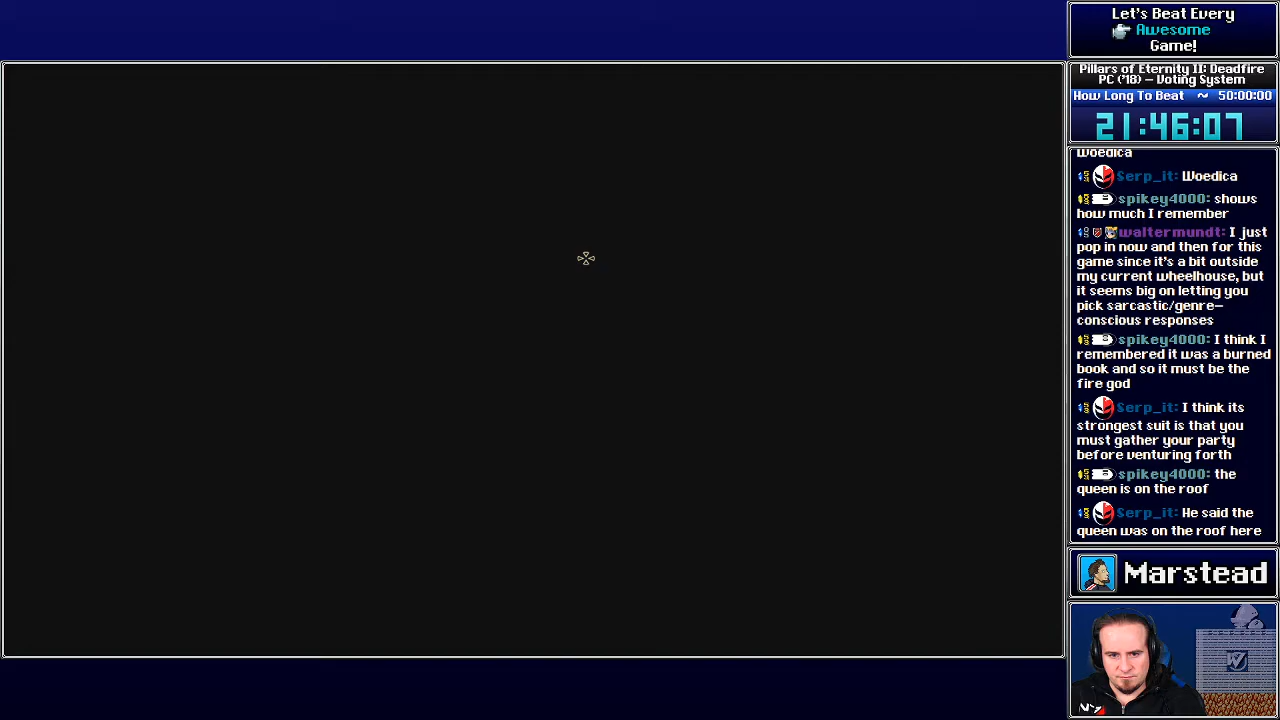 Let's Beat Every
Awesome
Game!
Pillars of Eternity II: Deadfire
PC ('18) — Voting System
How Long To Beat ~ 50:00:00
21:46:07
Woedica
Serp_it: Woedica
spikey4000: shows
how much I remember
waltermundt: I just
pop in now and then for this
game since it's a bit outside
my current wheelhouse, but
it seems big on letting you
pick sarcastic/genre-
conscious responses
spikey4000: I think I
remembered it was a burned
book and so it must be the
fire god
Serp_it: I think its
strongest suit is that you
must gather your party
before venturing forth
spikey4000: the
queen is on the roof
Serp_it: He said the
queen was on the roof here
Marstead